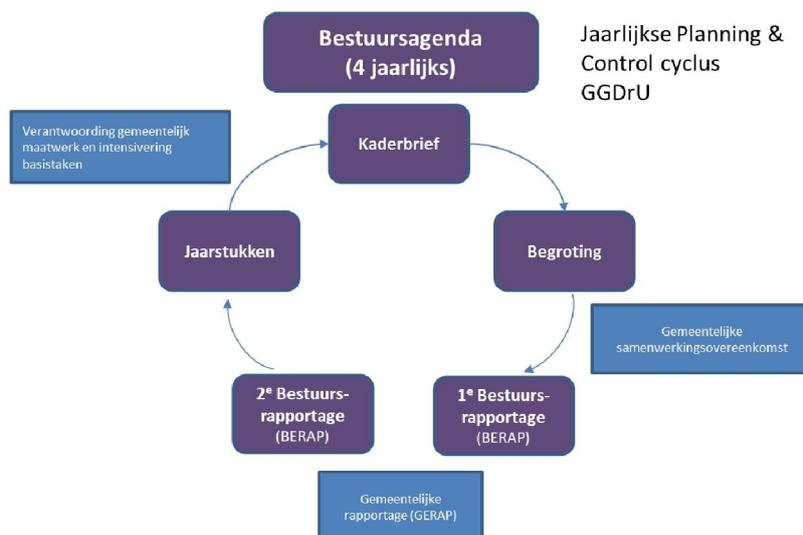 Bestuursagenda
(4 jaarlijks)
Jaarlijkse Planning &
Control cyclus
GGDrU
Verantwoording gemeentelijk
maatwerk en intensivering
basistaken
Kaderbrief
Jaarstukken
Begroting
Gemeentelijke
samenwerkingsovereenkomst
2e Bestuurs-
rapportage
(BERAP)
1e Bestuurs-
rapportage
(BERAP)
Gemeentelijke
rapportage (GERAP)